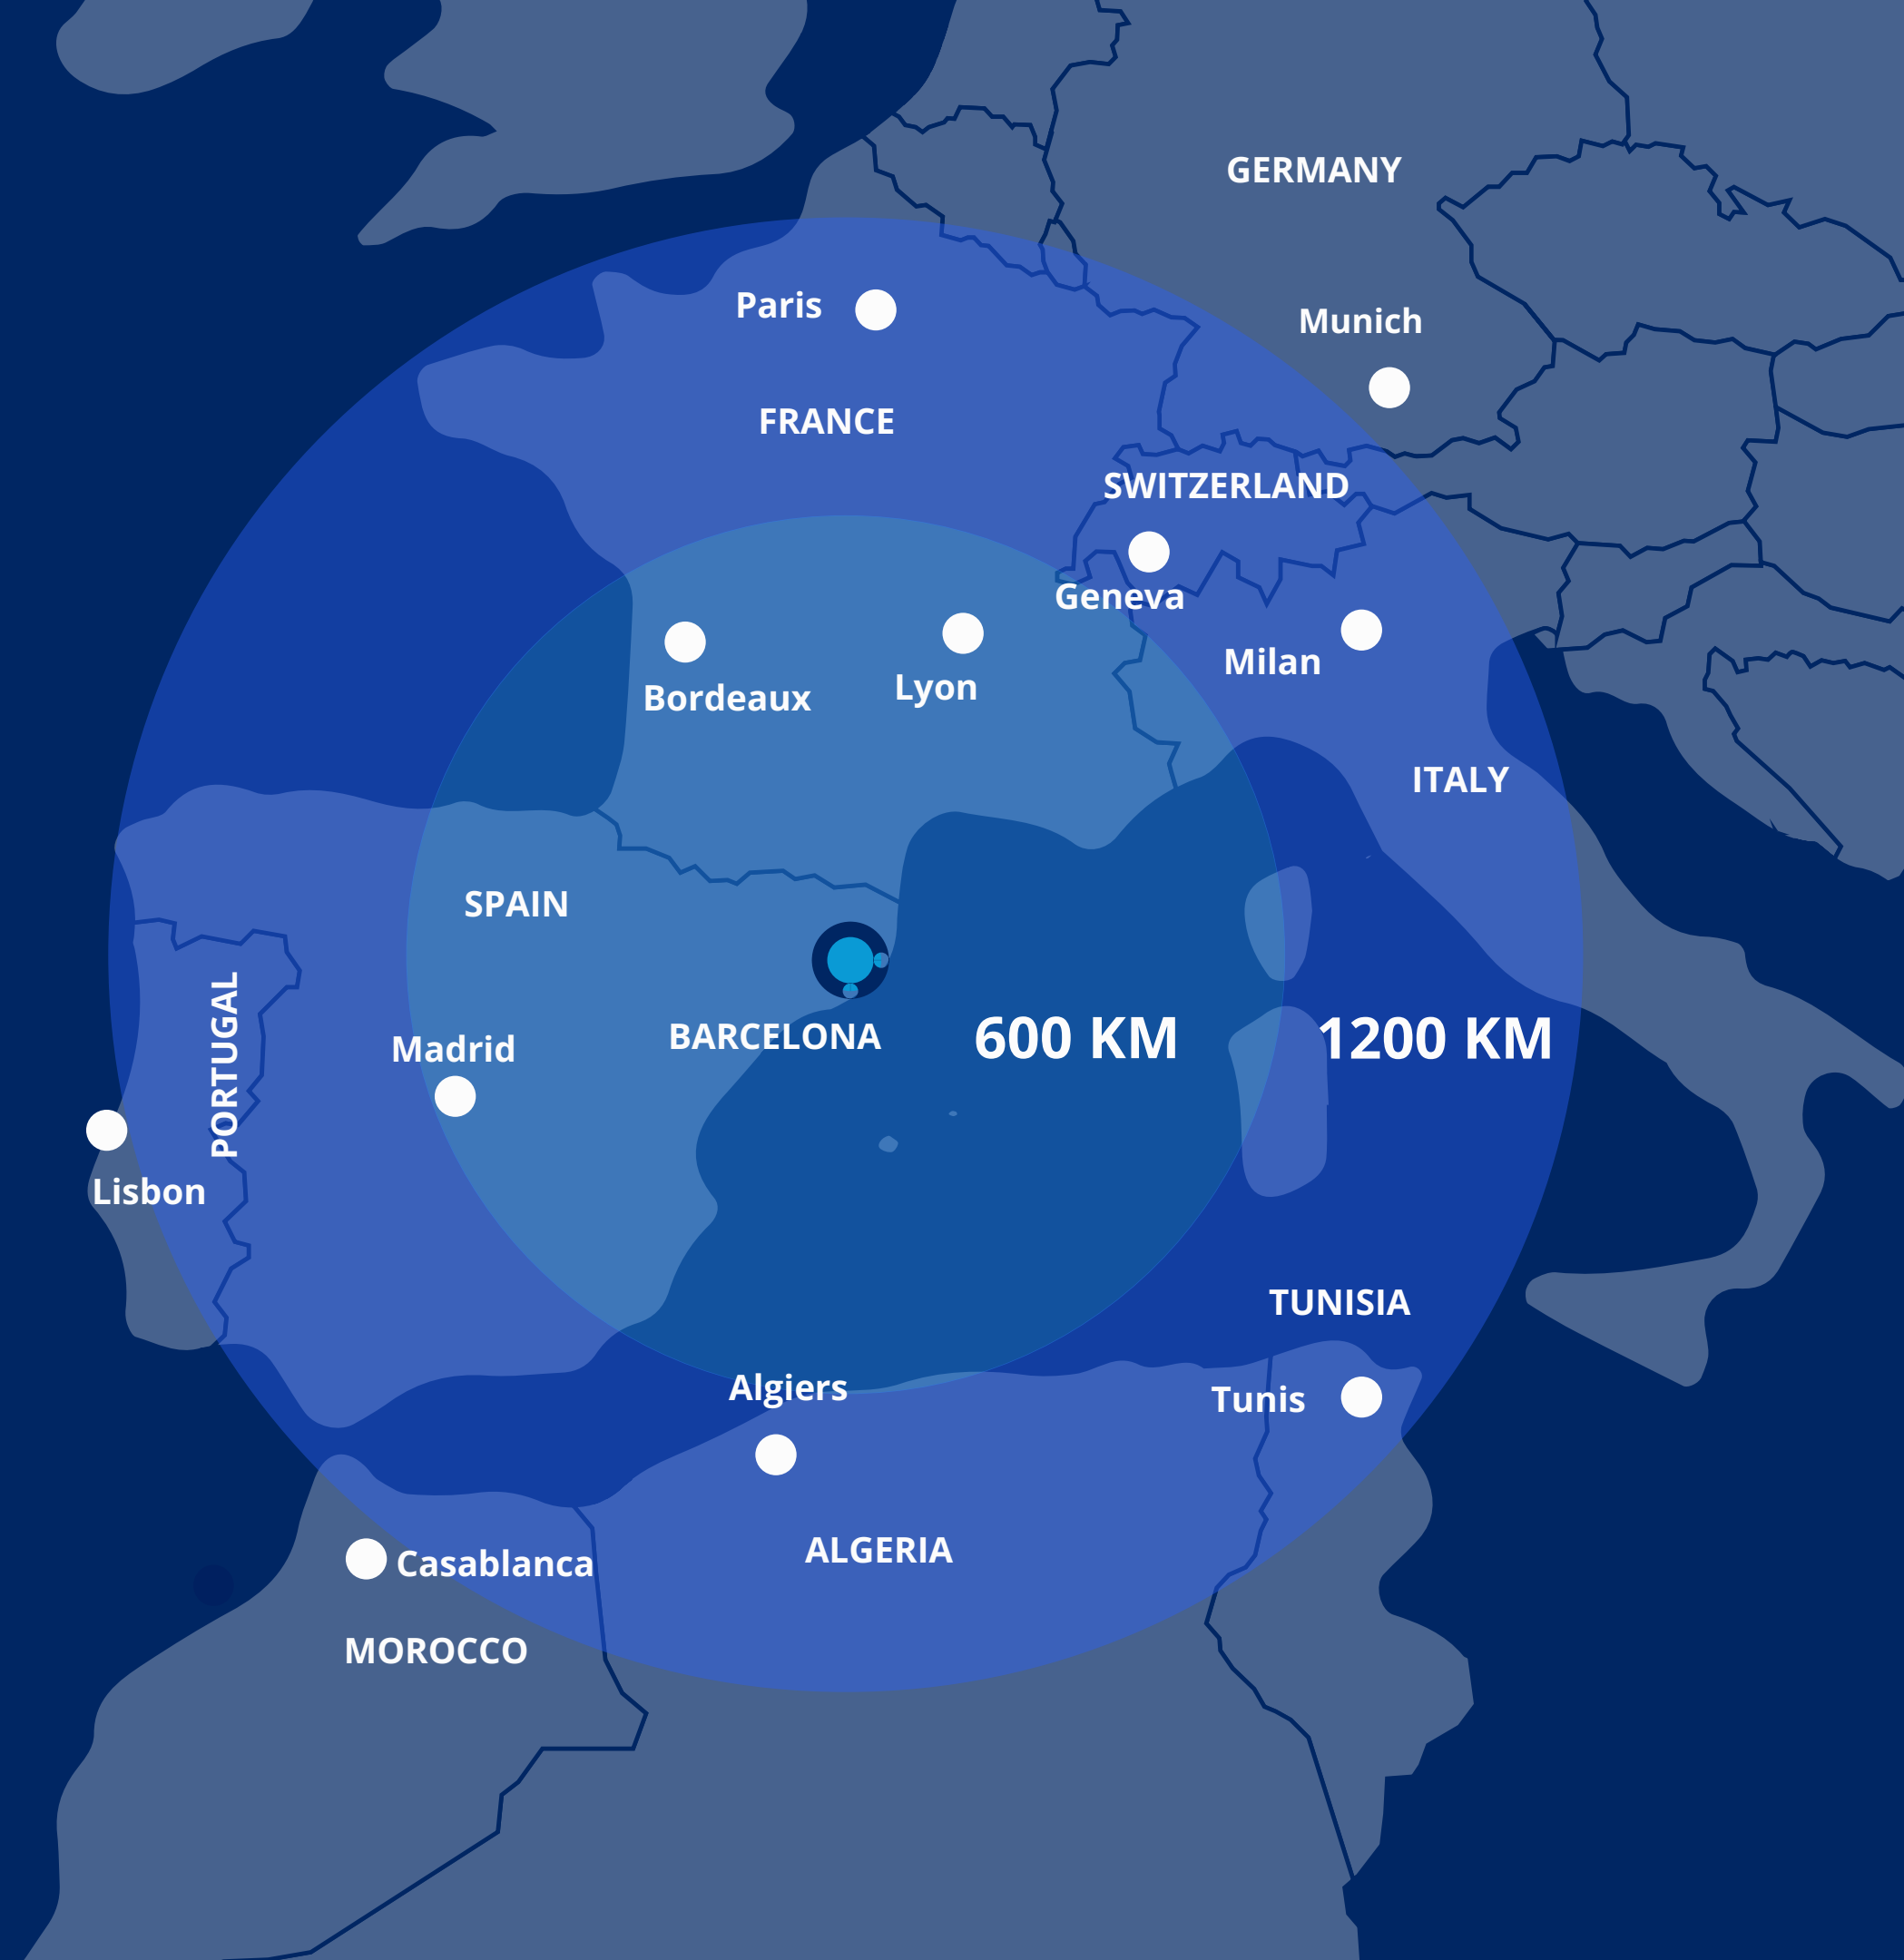 GERMANY
Paris
Munich
FRANCE
SWITZERLAND
Geneva
Milan
Lyon
Bordeaux
ITALY
SPAIN
PORTUGAL
BARCELONA
600 KM
1200 KM
Madrid
Lisbon
TUNISIA
Algiers
Tunis
ALGERIA
Casablanca
MOROCCO